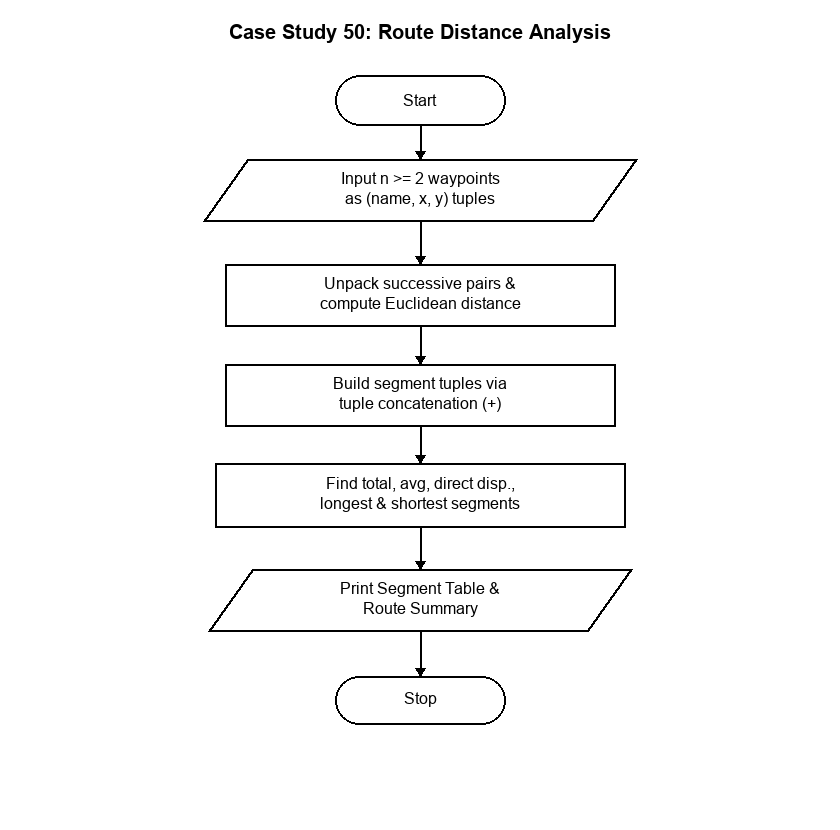 Case Study 50: Route Distance Analysis
Start
Input n >= 2 waypoints
as (name, x, y) tuples
Unpack successive pairs &
compute Euclidean distance
Build segment tuples via
tuple concatenation (+)
Find total, avg, direct disp.,
longest & shortest segments
Print Segment Table &
Route Summary
Stop